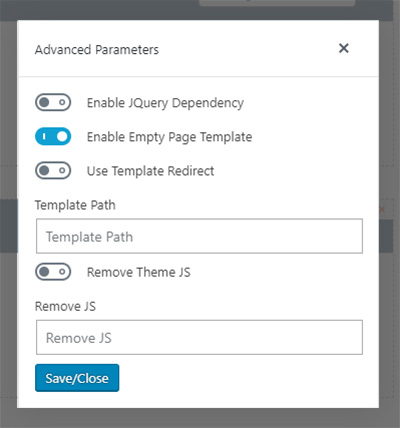 Advanced Parameters
Enable JQuery Dependency
Enable Empty Page Template
Use Template Redirect
Template Path
Template Path
Remove Theme JS
Remove JS
Remove JS
Save/Close